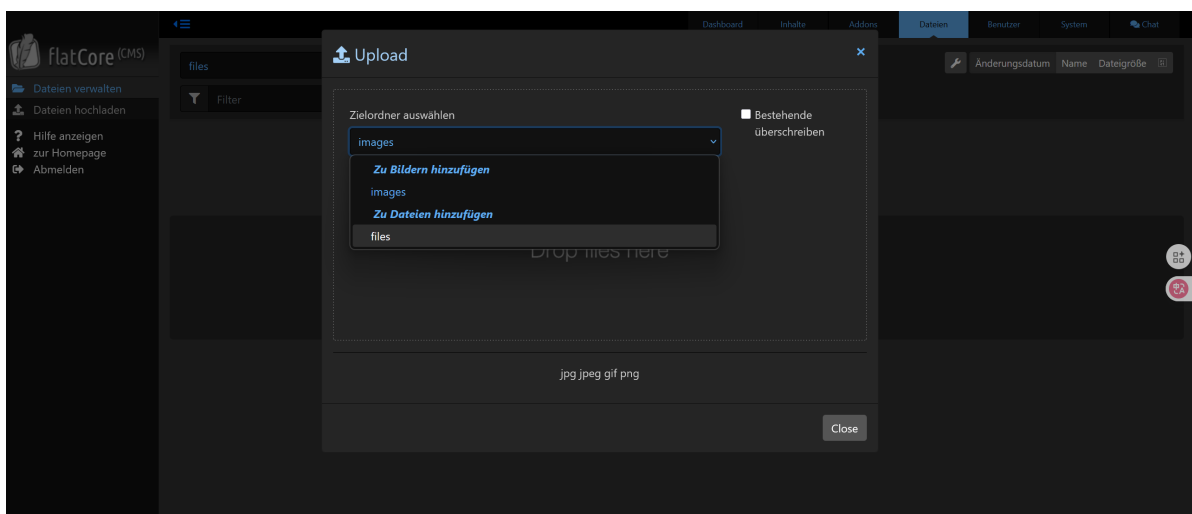 Dashboard
Inhalte
Addons
Dateien
Benutzer
System
Chat
flatCore (CMS)
Dateien verwalten
Dateien hochladen
Hilfe anzeigen
zur Homepage
Abmelden
files
Filter
Änderungsdatum Name Dateigröße
Upload
×
Zielordner auswählen
Bestehende
überschreiben
images
Zu Bildern hinzufügen
images
Zu Dateien hinzufügen
files
Drop files here
jpg jpeg gif png
Close